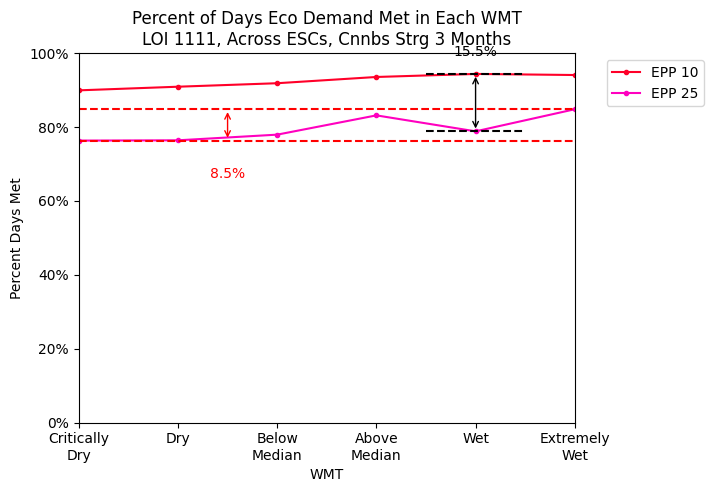 Percent of Days Eco Demand Met in Each WMT
LOI 1111, Across ESCs, Cnnbs Strg 3 Months
15.5%
100%
80%
60%
40%
20%
0%
Percent Days Met
8.5%
EPP 10
EPP 25
Critically
Dry
Dry
Below
Median
Above
Median
Wet
Extremely
Wet
WMT